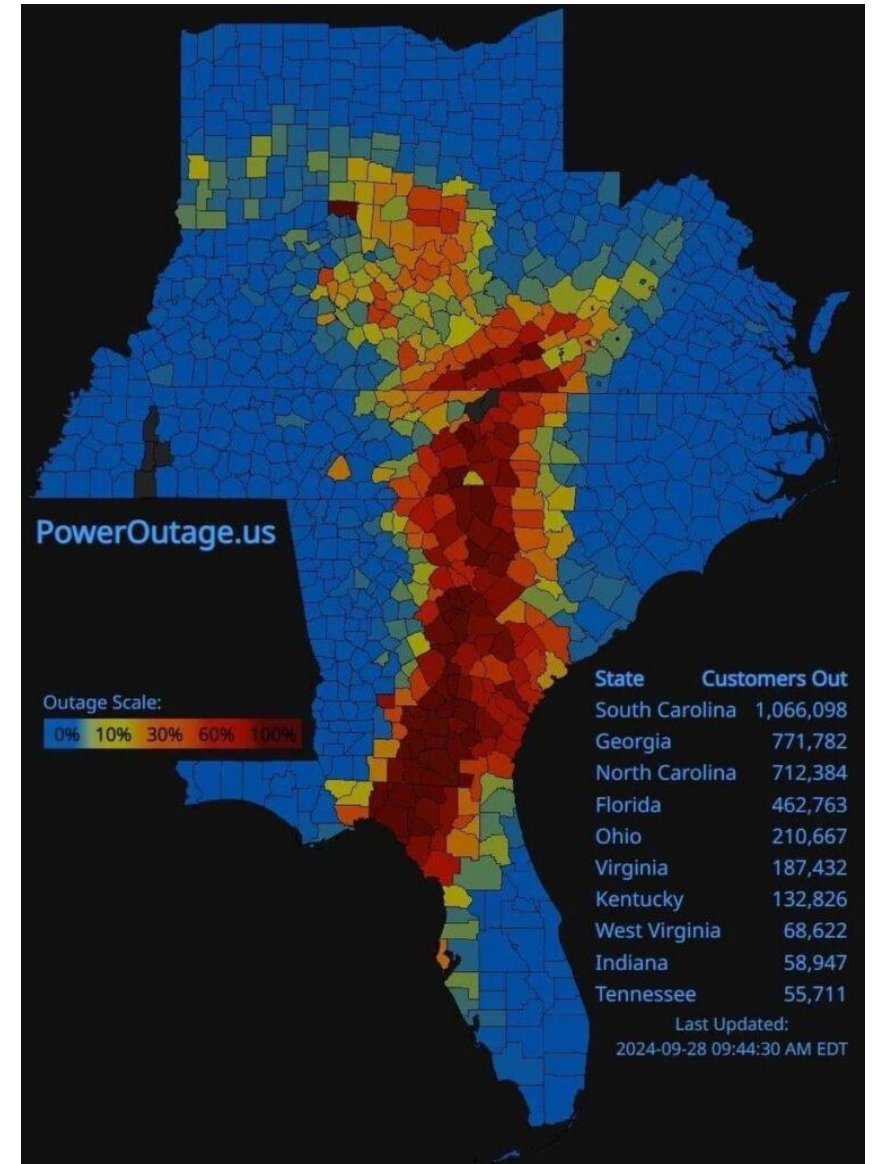 PowerOutage.us
Outage Scale:
0% 10% 30% 60% 100%
State Customers Out
South Carolina 1,066,098
Georgia 771,782
North Carolina 712,384
Florida 462,763
Ohio 210,667
Virginia 187,432
Kentucky 132,826
West Virginia 68,622
Indiana 58,947
Tennessee 55,711
Last Updated:
2024-09-28 09:44:30 AM EDT